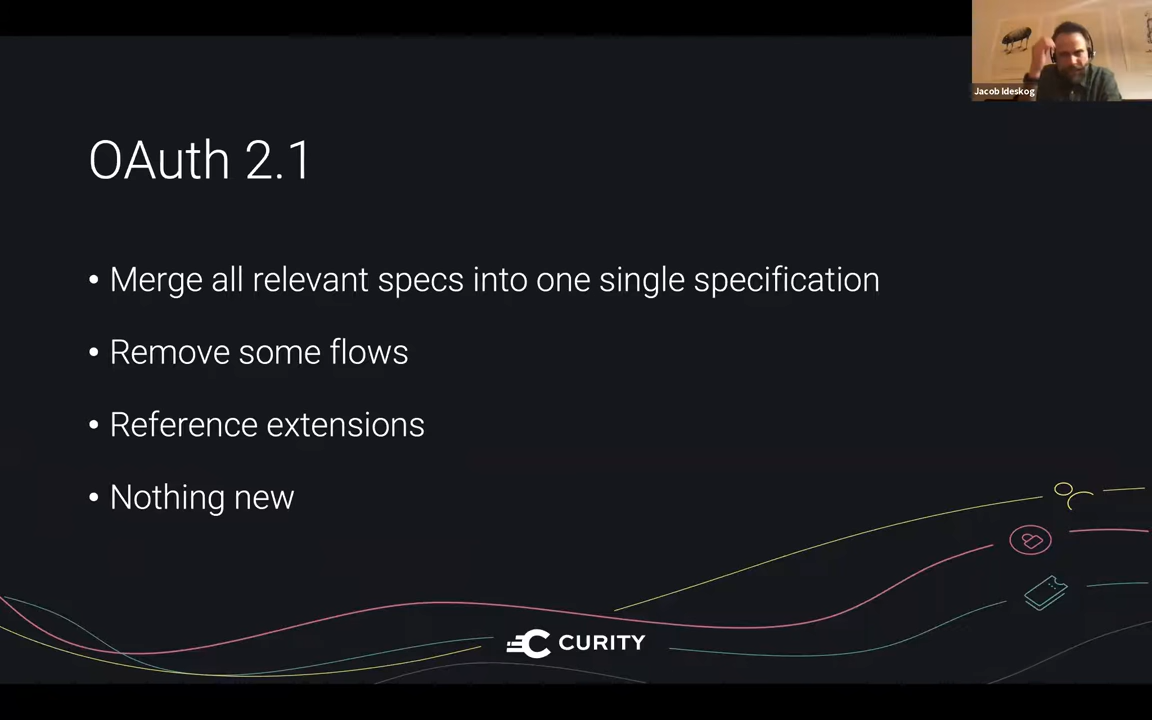 Jacob Ideskog
OAuth 2.1
• Merge all relevant specs into one single specification
• Remove some flows
• Reference extensions
• Nothing new
CURITY